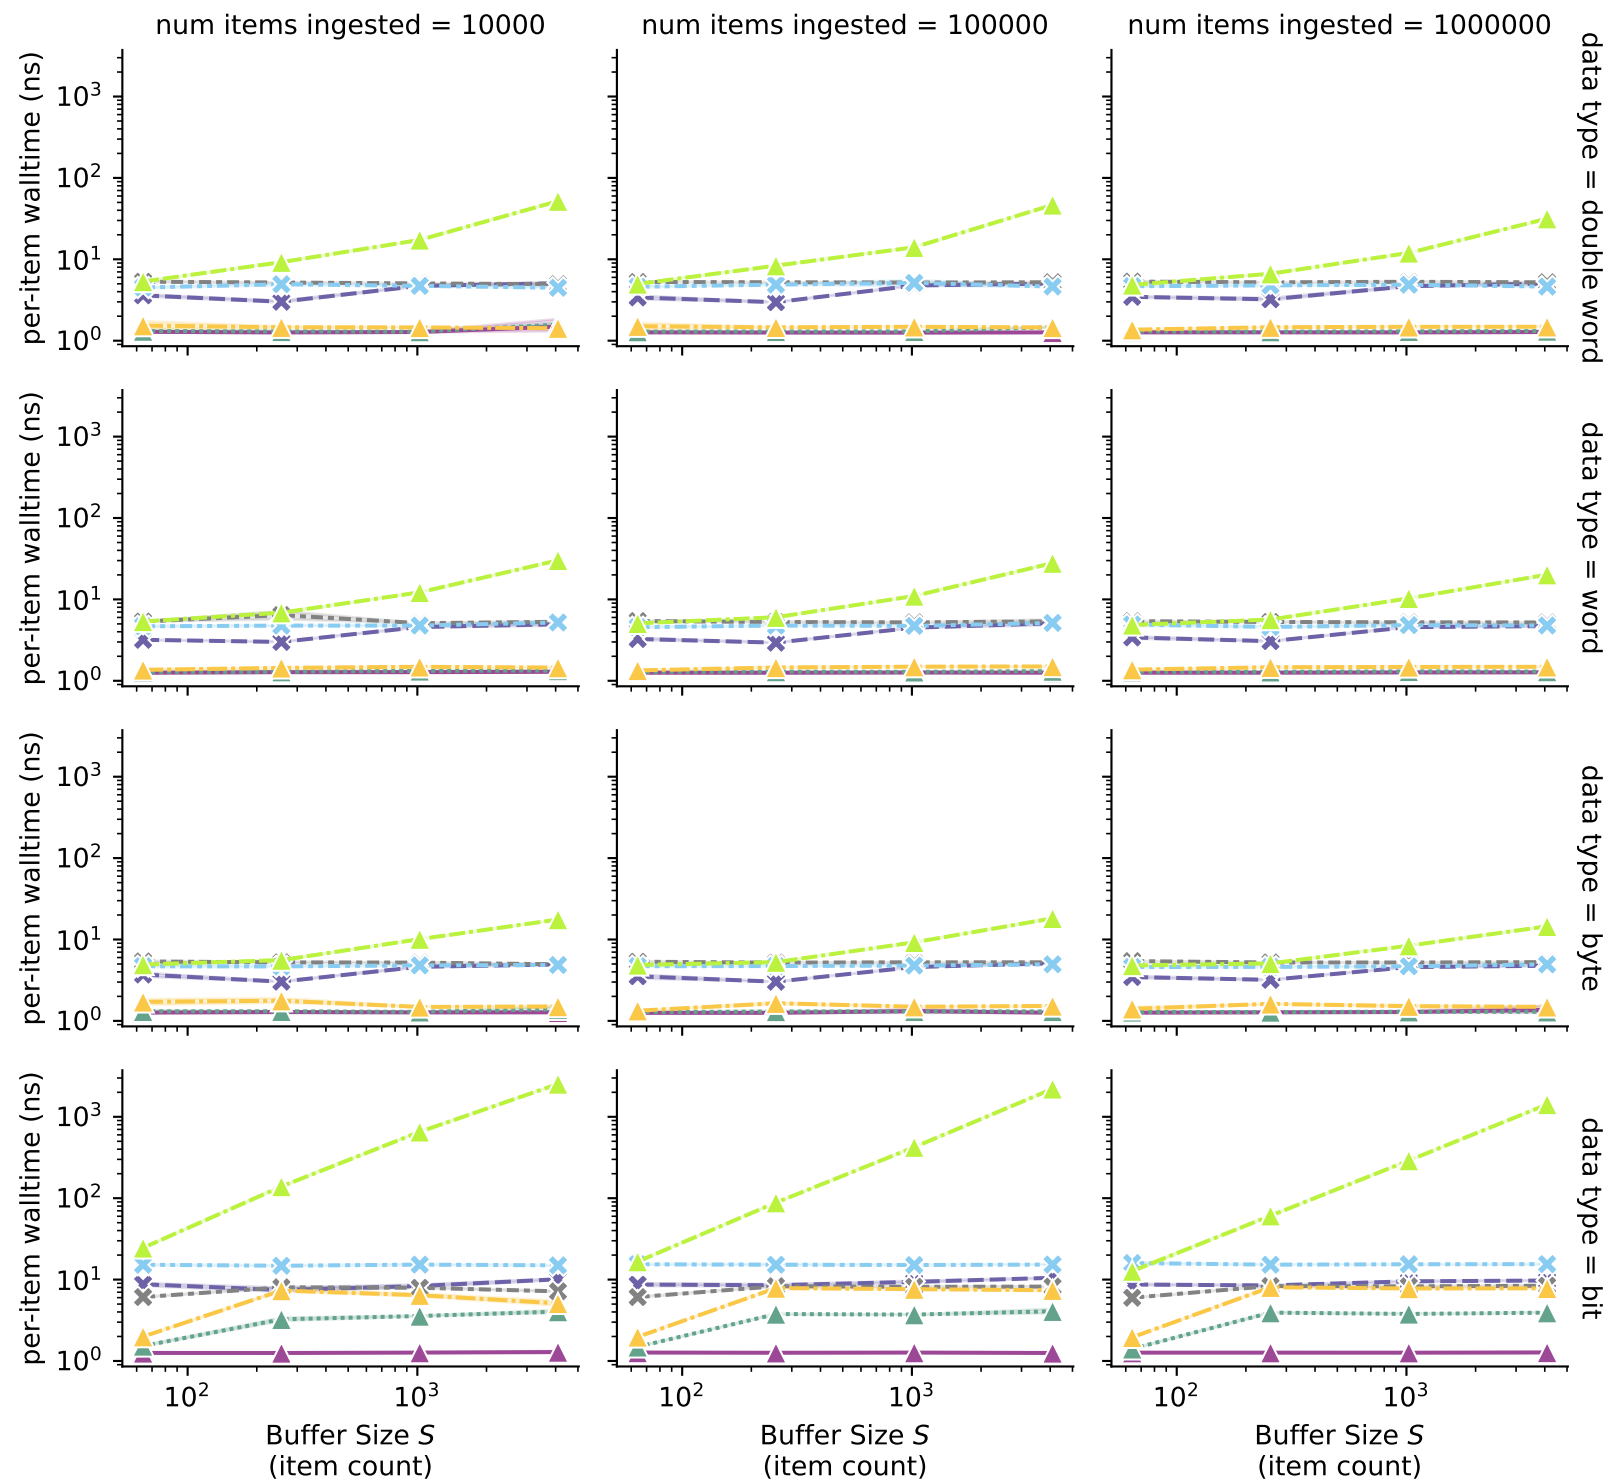 num items ingested = 10000
num items ingested = 100000
num items ingested = 1000000
per-item walltime (ns)
10³
10²
10¹
10⁰
data type = double word
per-item walltime (ns)
10³
10²
10¹
10⁰
data type = word
per-item walltime (ns)
10³
10²
10¹
10⁰
data type = byte
per-item walltime (ns)
10³
10²
10¹
10⁰
data type = bit
10² 10³
10² 10³
10² 10³
Buffer Size S
(item count)
Buffer Size S
(item count)
Buffer Size S
(item count)